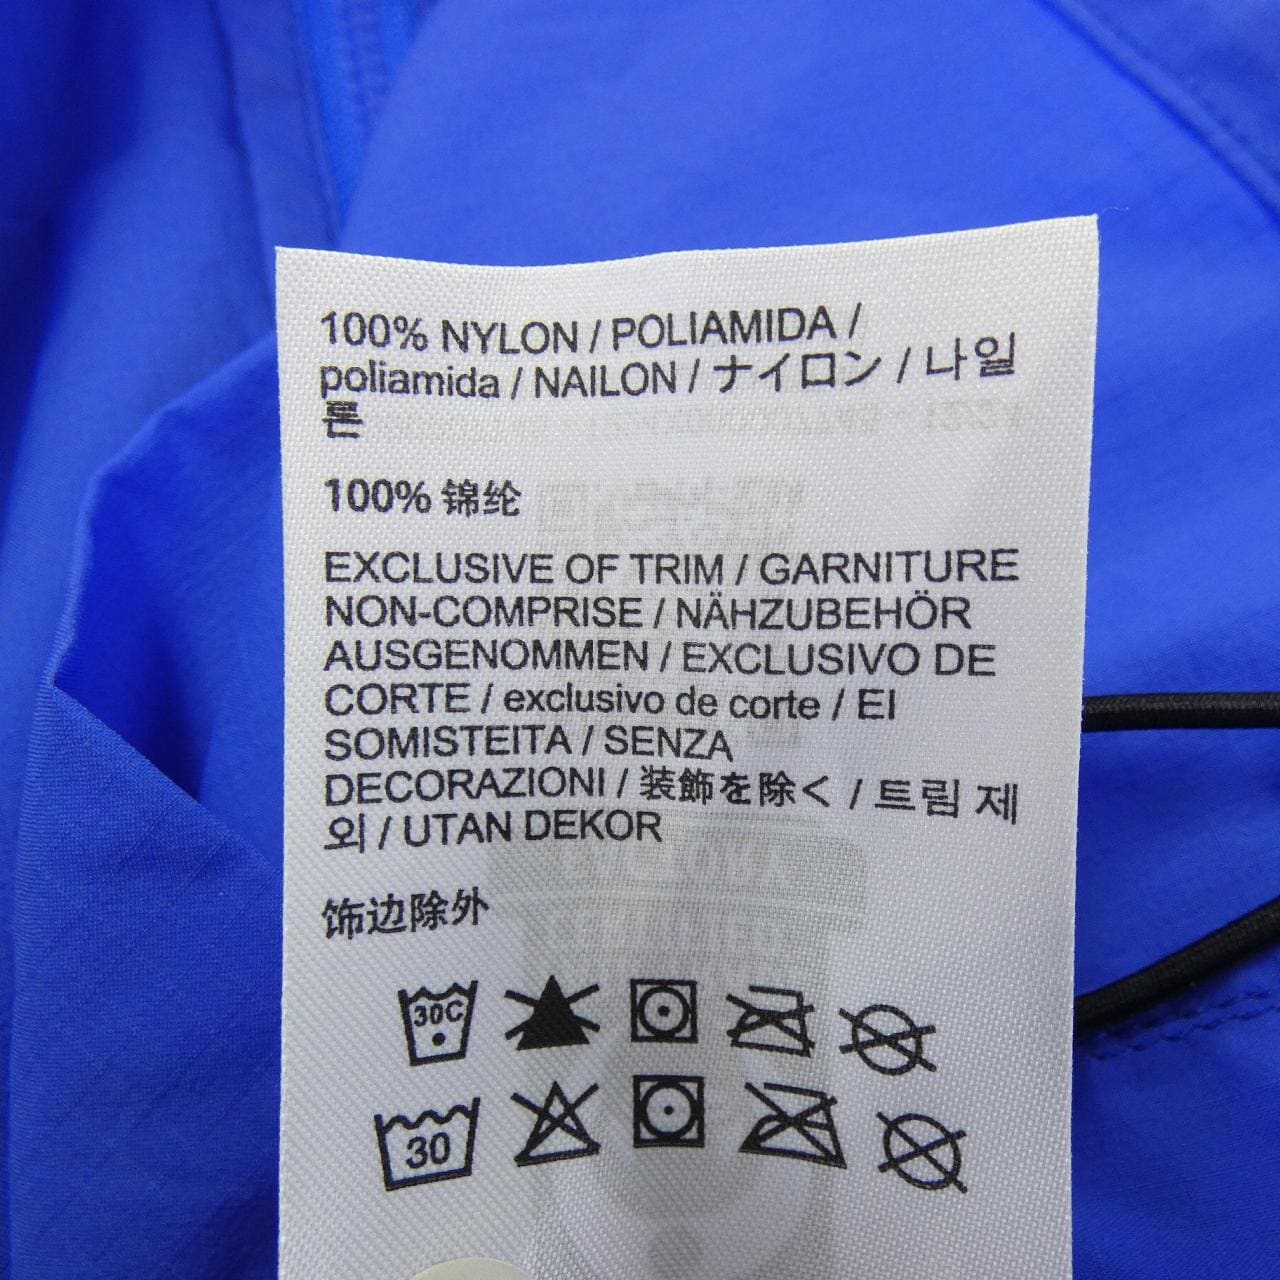 100% NYLON / POLIAMIDA /
poliamida / NAILON / ナイロン / 나일
론
100% 锦纶
EXCLUSIVE OF TRIM / GARNITURE
NON-COMPRISE / NÄHZUBEHÖR
AUSGENOMMEN / EXCLUSIVO DE
CORTE / exclusivo de corte / EI
SOMISTEITA / SENZA
DECORAZIONI / 装飾を除く / 트림 제
외 / UTAN DEKOR
饰边除外
30C
30